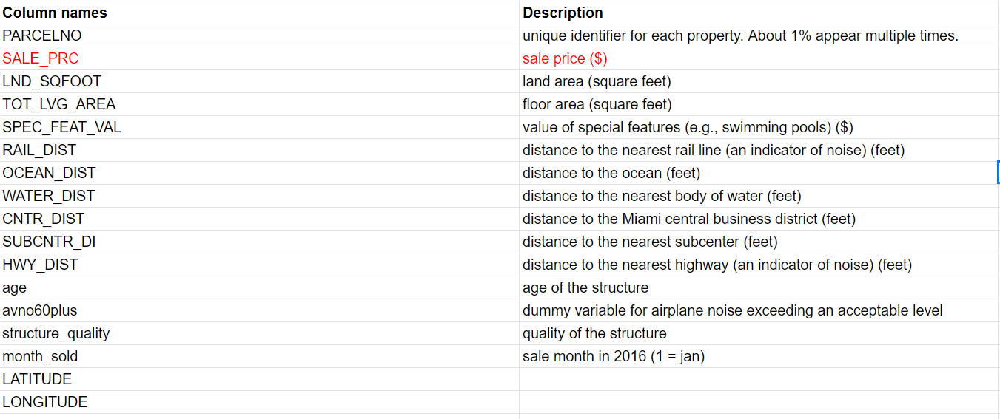 Column names Description
PARCELNO unique identifier for each property. About 1% appear multiple times.
SALE_PRC sale price ($)
LND_SQFOOT land area (square feet)
TOT_LVG_AREA floor area (square feet)
SPEC_FEAT_VAL value of special features (e.g., swimming pools) ($)
RAIL_DIST distance to the nearest rail line (an indicator of noise) (feet)
OCEAN_DIST distance to the ocean (feet)
WATER_DIST distance to the nearest body of water (feet)
CNTR_DIST distance to the Miami central business district (feet)
SUBCNTR_DI distance to the nearest subcenter (feet)
HWY_DIST distance to the nearest highway (an indicator of noise) (feet)
age age of the structure
avno60plus dummy variable for airplane noise exceeding an acceptable level
structure_quality quality of the structure
month_sold sale month in 2016 (1 = jan)
LATITUDE
LONGITUDE